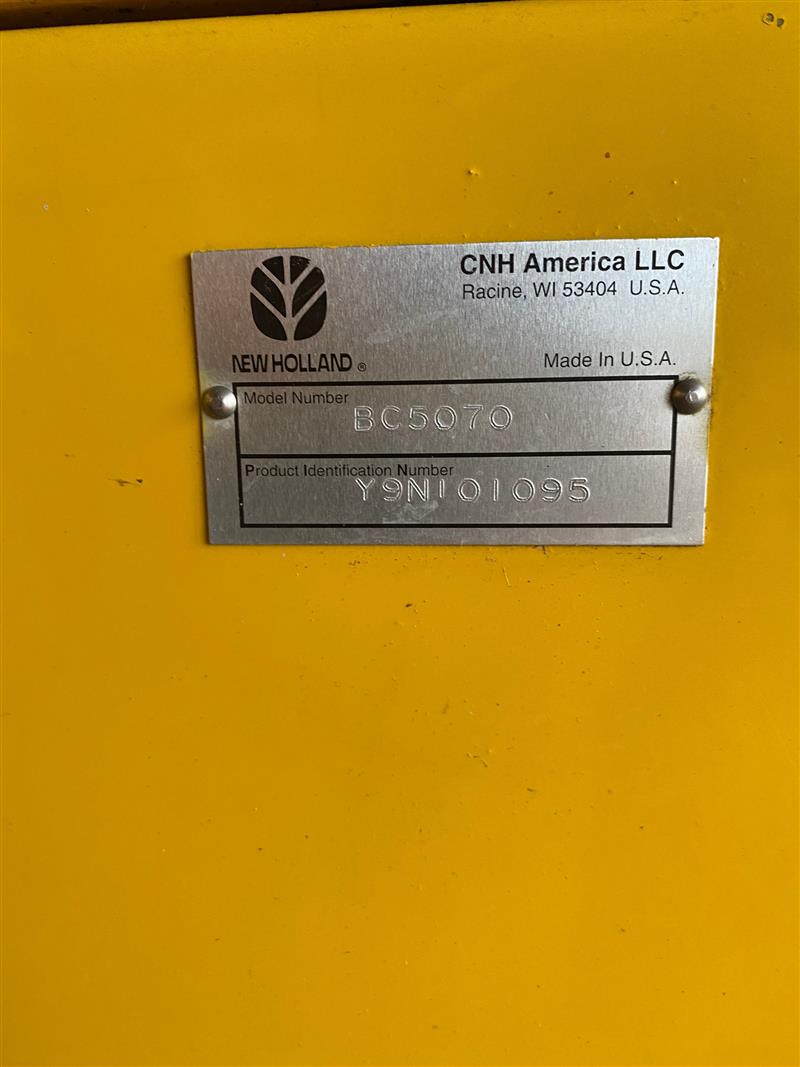 CNH America LLC
Racine, WI 53404 U.S.A.
NEW HOLLAND ®
Made In U.S.A.
Model Number
BC5070
Product Identification Number
Y9N101095